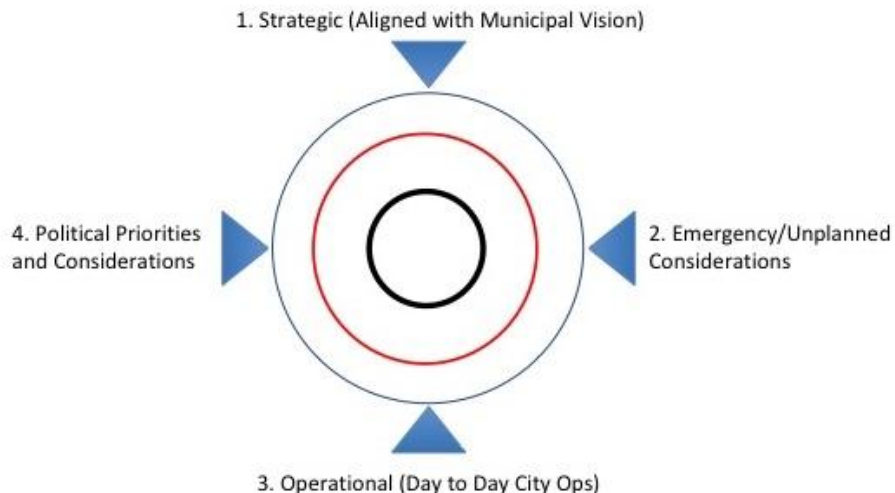 1. Strategic (Aligned with Municipal Vision)
4. Political Priorities
and Considerations
2. Emergency/Unplanned
Considerations
3. Operational (Day to Day City Ops)